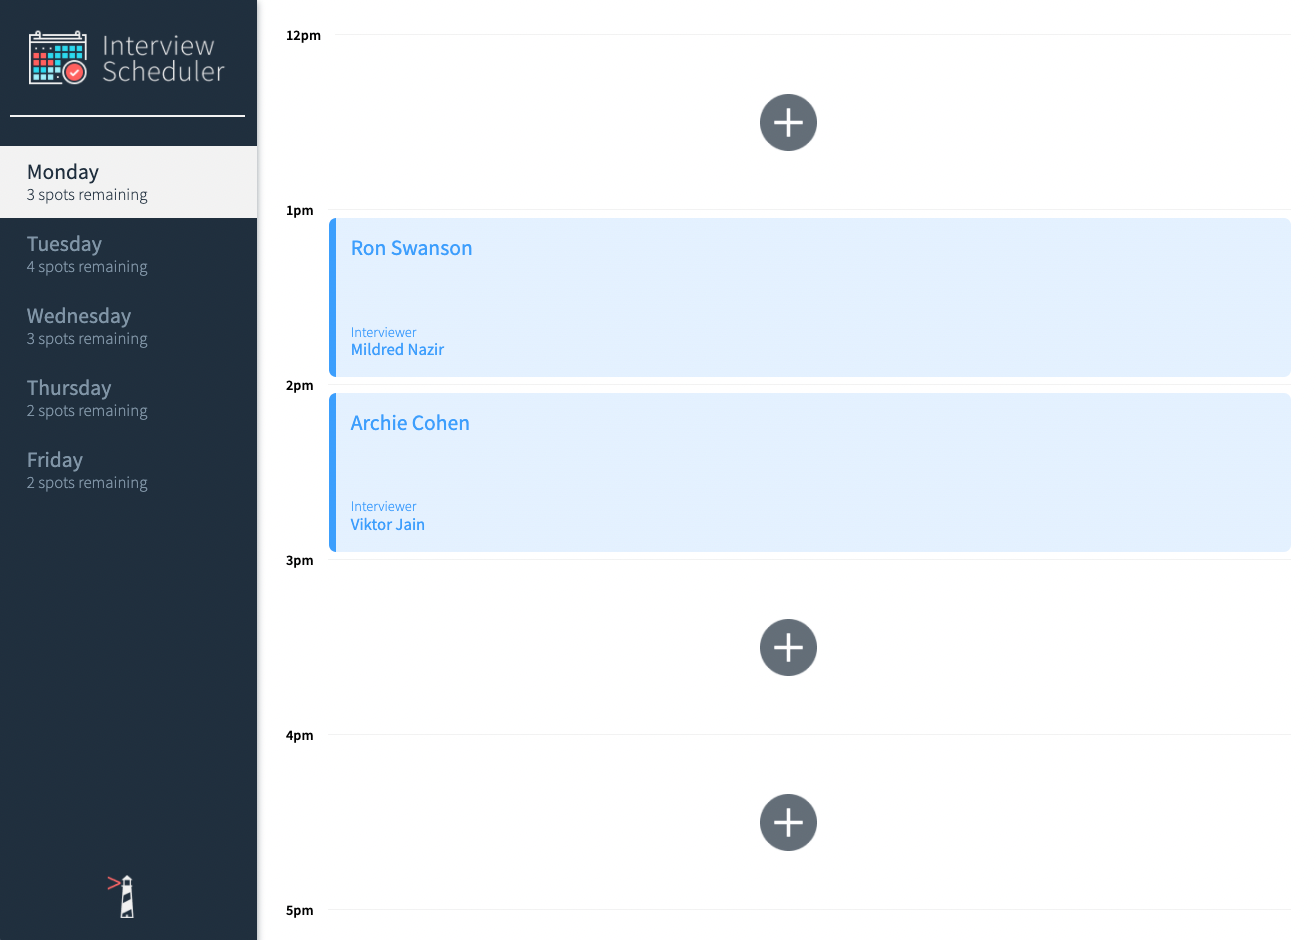 Interview
Scheduler
Monday
3 spots remaining
Tuesday
4 spots remaining
Wednesday
3 spots remaining
Thursday
2 spots remaining
Friday
2 spots remaining
12pm
1pm
Ron Swanson
Interviewer
Mildred Nazir
2pm
Archie Cohen
Interviewer
Viktor Jain
3pm
4pm
5pm